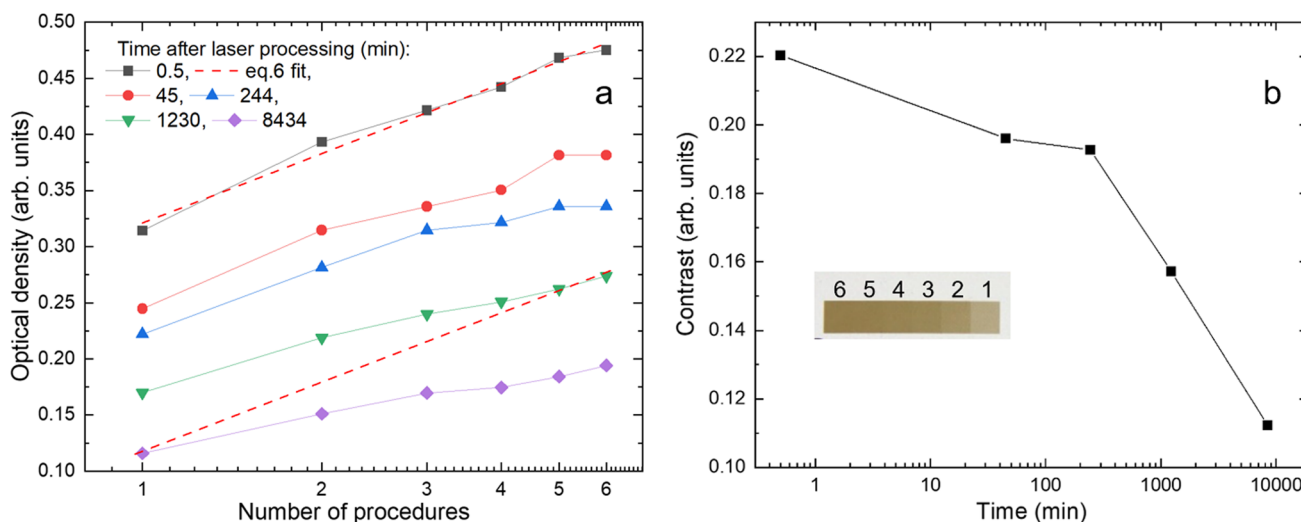 0.50
0.45
0.40
0.35
0.30
0.25
0.20
0.15
0.10
Optical density (arb. units)
Time after laser processing (min):
0.5, eq.6 fit,
45, 244,
1230, 8434
a
1 2 3 4 5 6
Number of procedures
0.22
0.20
0.18
0.16
0.14
0.12
0.10
Contrast (arb. units)
b
6 5 4 3 2 1
1 10 100 1000 10000
Time (min)